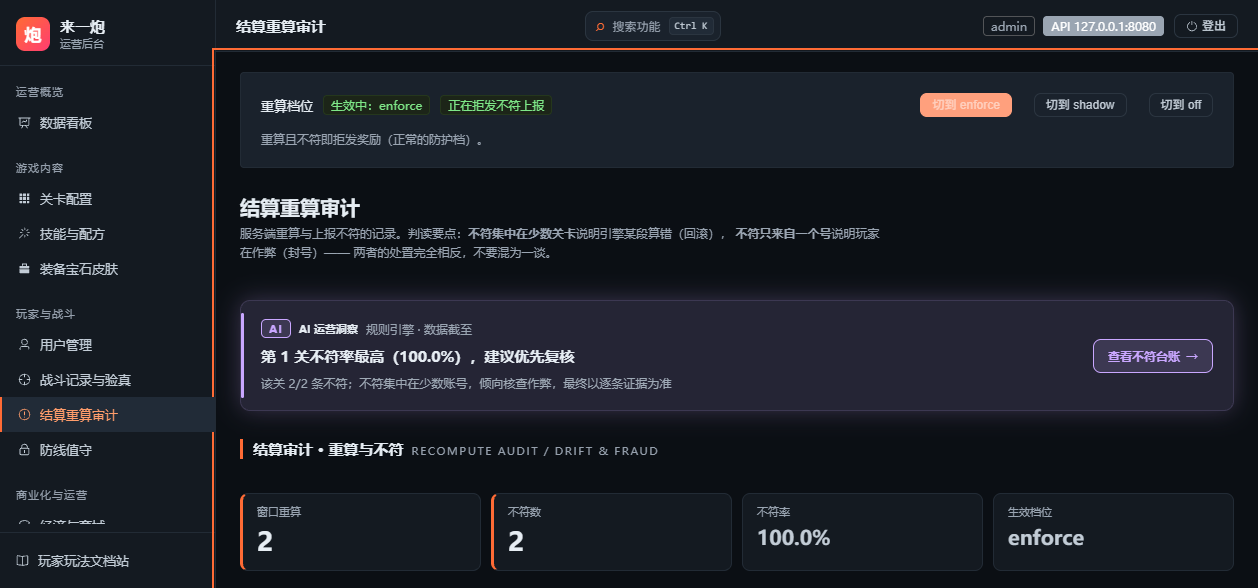 炮
来一炮
运营后台
结算重算审计
搜索功能 Ctrl K
admin
API 127.0.0.1:8080
登出
运营概览
数据看板
游戏内容
关卡配置
技能与配方
装备宝石皮肤
玩家与战斗
用户管理
战斗记录与验真
结算重算审计
防线值守
商业化与运营
玩家玩法文档站
重算档位 生效中：enforce 正在拒发不符上报
切到 enforce 切到 shadow 切到 off
重算且不符即拒发奖励（正常的防护档）。
结算重算审计
服务端重算与上报不符的记录。判读要点：不符集中在少数关卡说明引擎某段算错（回滚），不符只来自一个号说明玩家
在作弊（封号）—— 两者的处置完全相反，不要混为一谈。
AI AI 运营洞察 规则引擎 · 数据截至
第 1 关不符率最高（100.0%），建议优先复核
该关 2/2 条不符；不符集中在少数账号，倾向核查作弊，最终以逐条证据为准
查看不符台账 →
结算审计 • 重算与不符 RECOMPUTE AUDIT / DRIFT & FRAUD
窗口重算
2
不符数
2
不符率
100.0%
生效档位
enforce